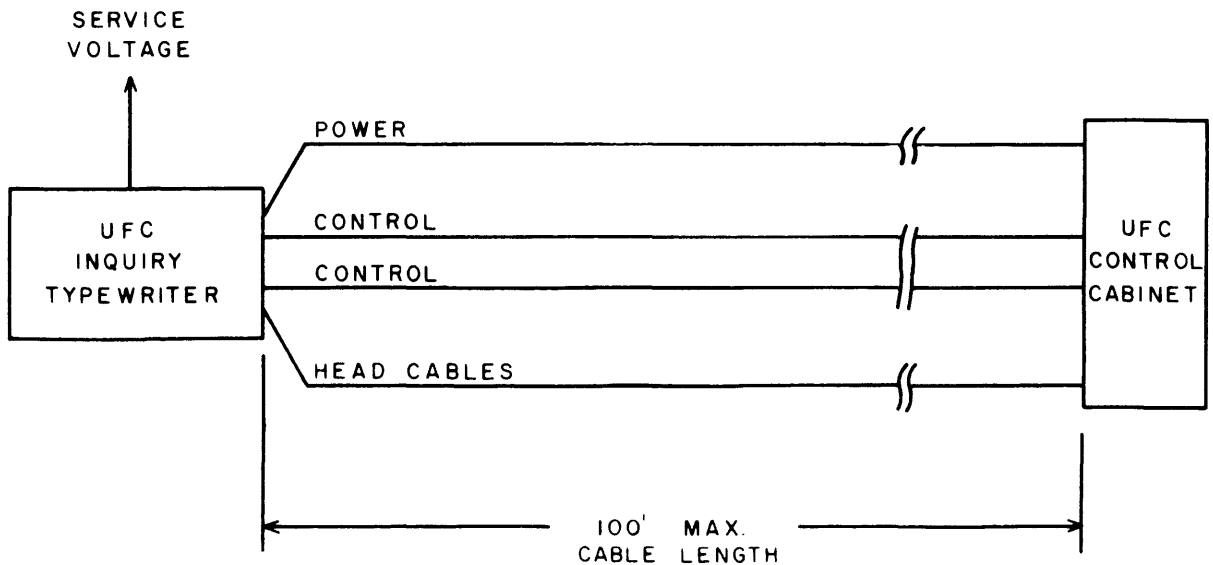 SERVICE
VOLTAGE
POWER
CONTROL
CONTROL
HEAD CABLES
UFC
INQUIRY
TYPEWRITER
UFC
CONTROL
CABINET
100' MAX.
CABLE LENGTH